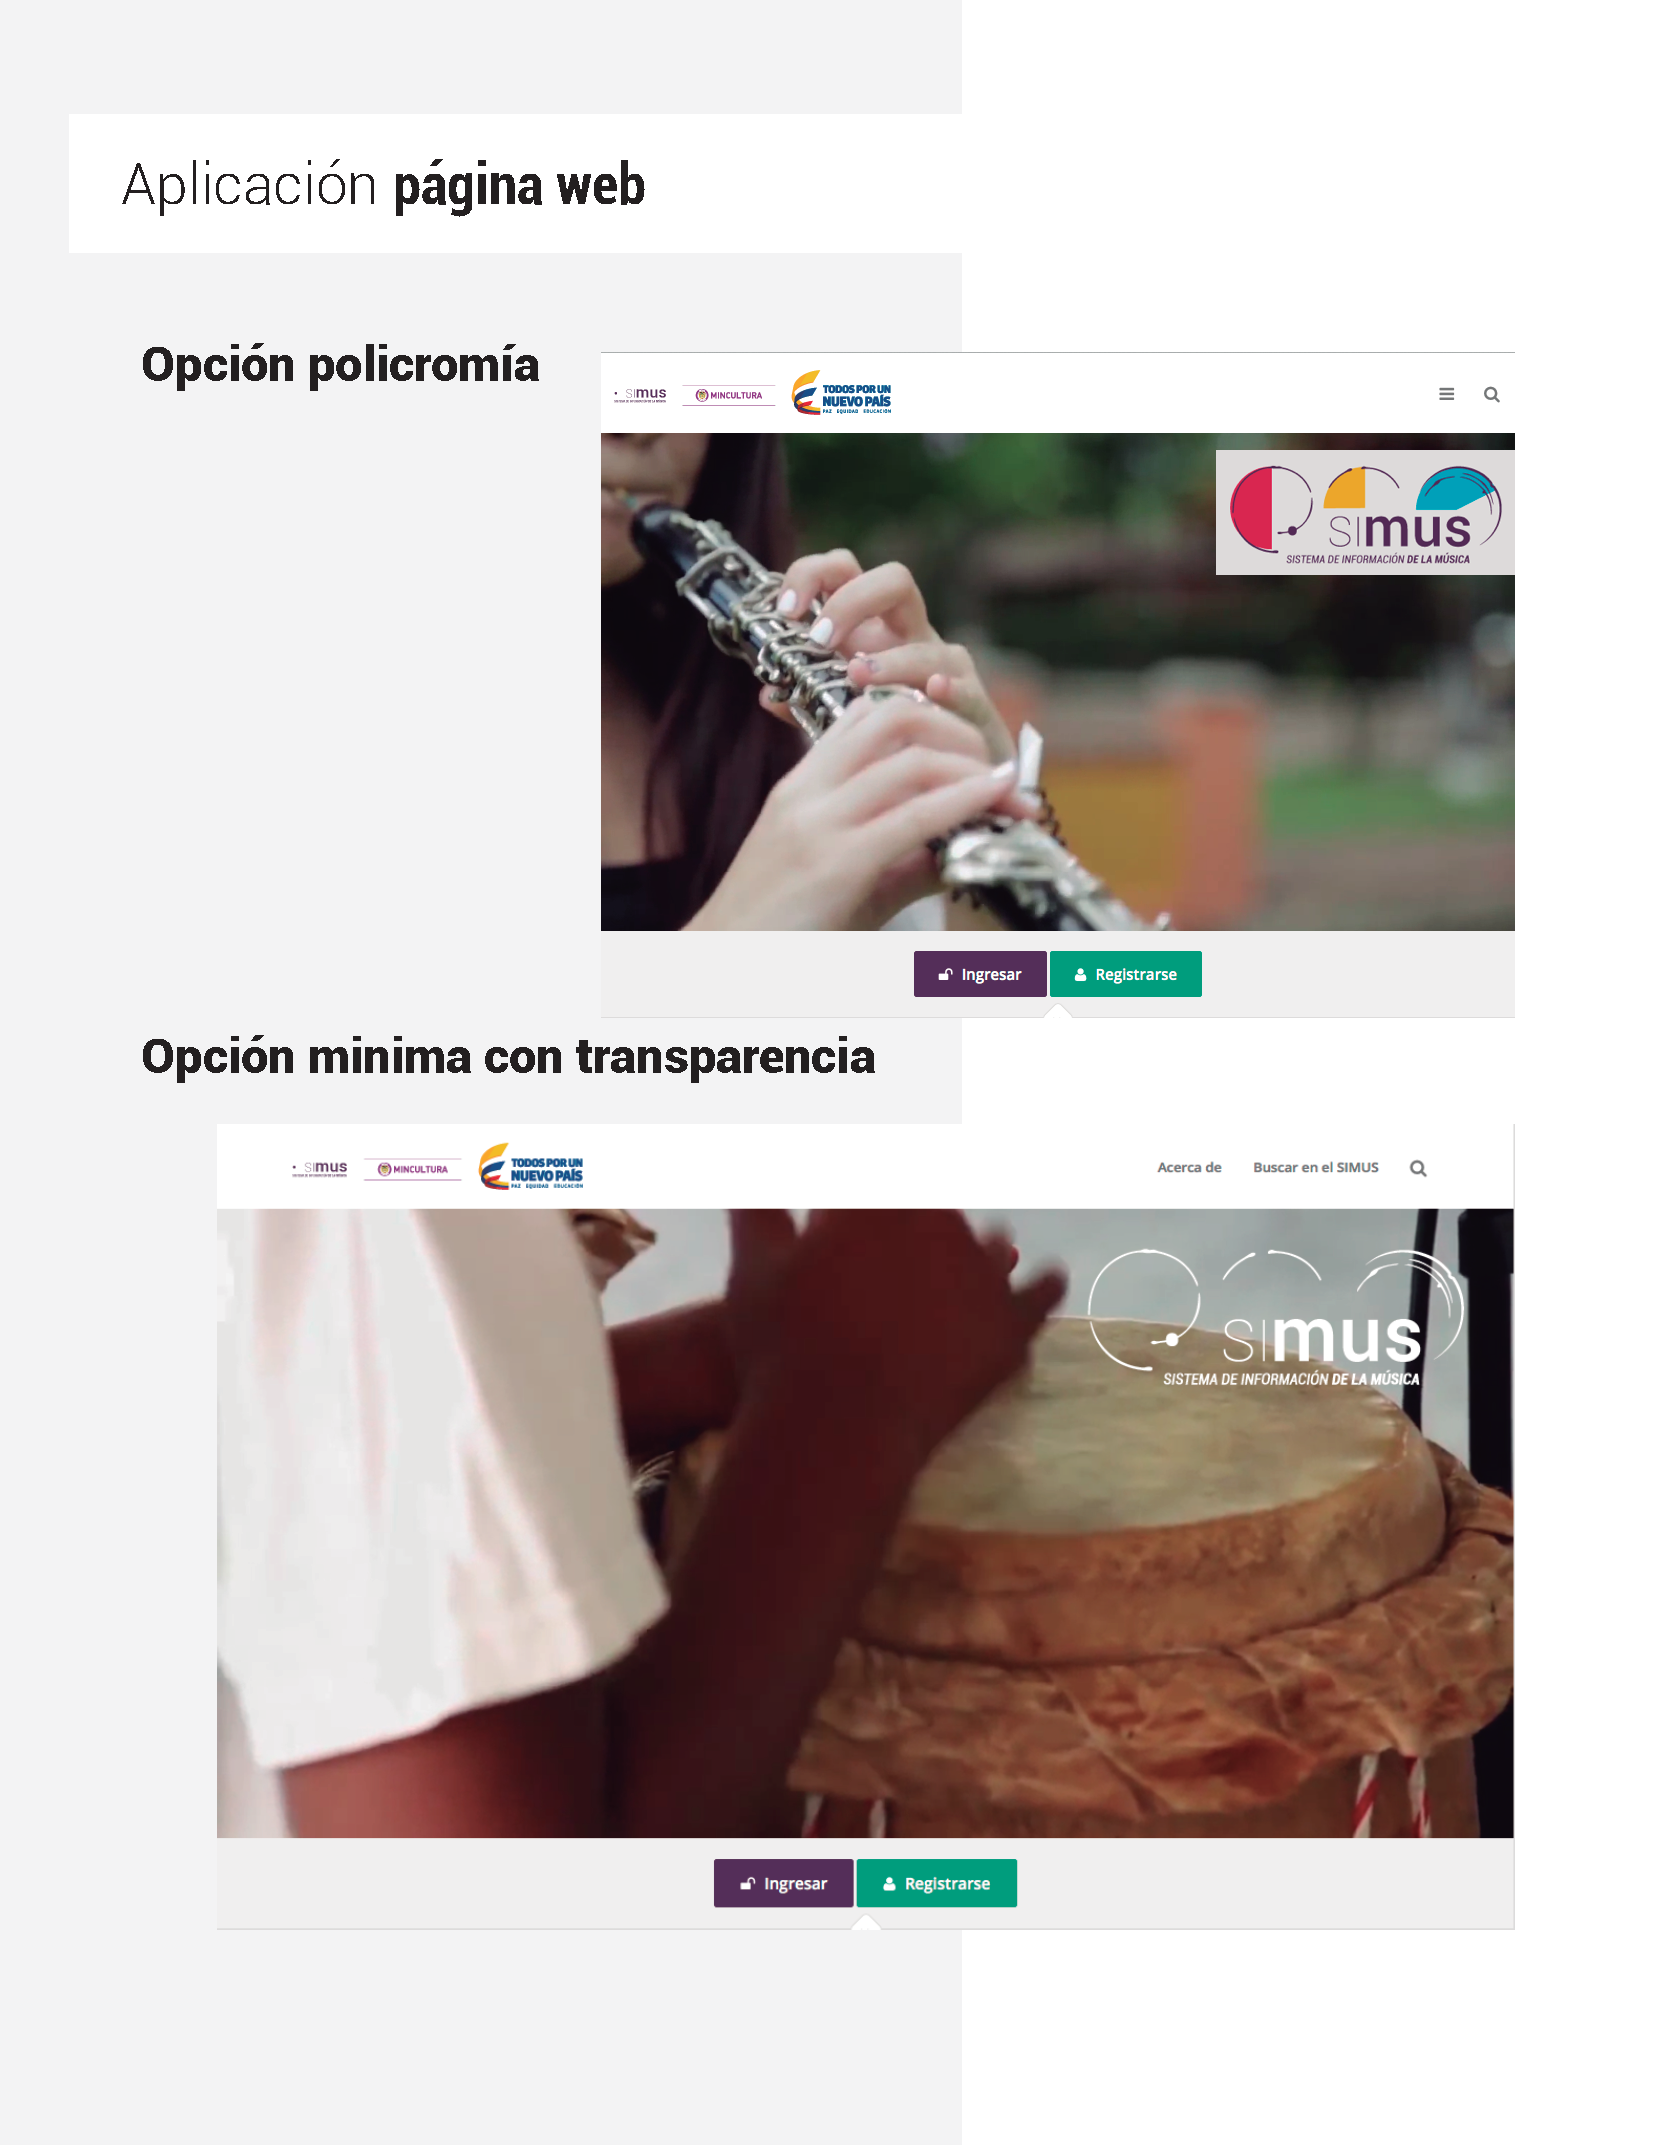 Aplicación página web
Opción policromía
simus
MINCULTURA
TODOS POR UN
NUEVO PAÍS
PAZ EQUIDAD EDUCACIÓN
simus
SISTEMA DE INFORMACIÓN DE LA MÚSICA
Ingresar
Registrarse
Opción minima con transparencia
simus
MINCULTURA
TODOS POR UN
NUEVO PAÍS
PAZ EQUIDAD EDUCACIÓN
Acerca de
Buscar en el SIMUS
simus
SISTEMA DE INFORMACIÓN DE LA MÚSICA
Ingresar
Registrarse